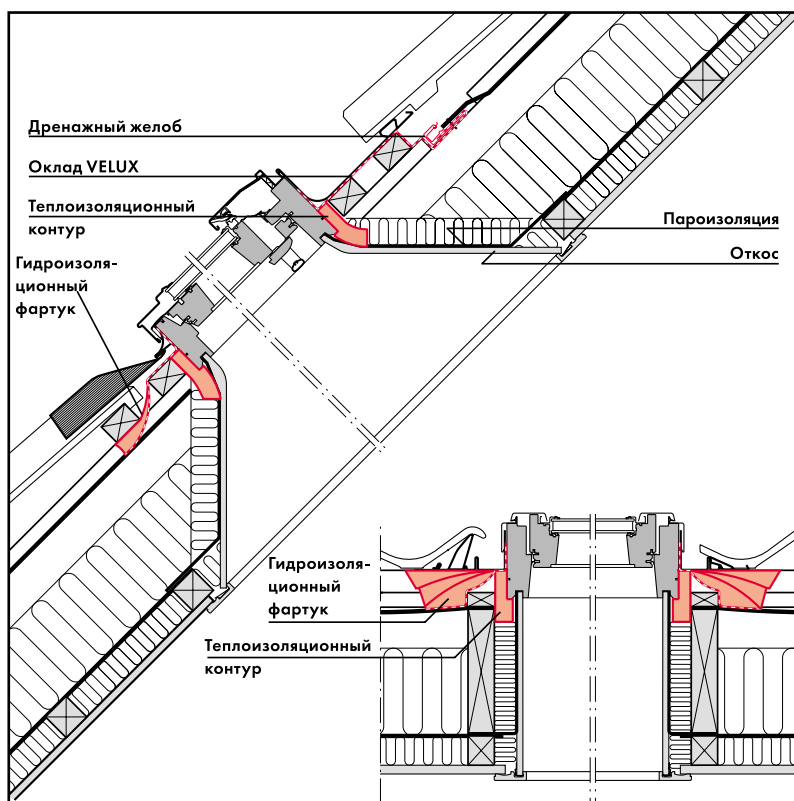 Дренажный желоб
Оклад VELUX
Теплоизоляционный
контур
Гидроизоля-
ционный
фартук
Пароизоляция
Откос
Гидроизоля-
ционный
фартук
Теплоизоляционный
контур